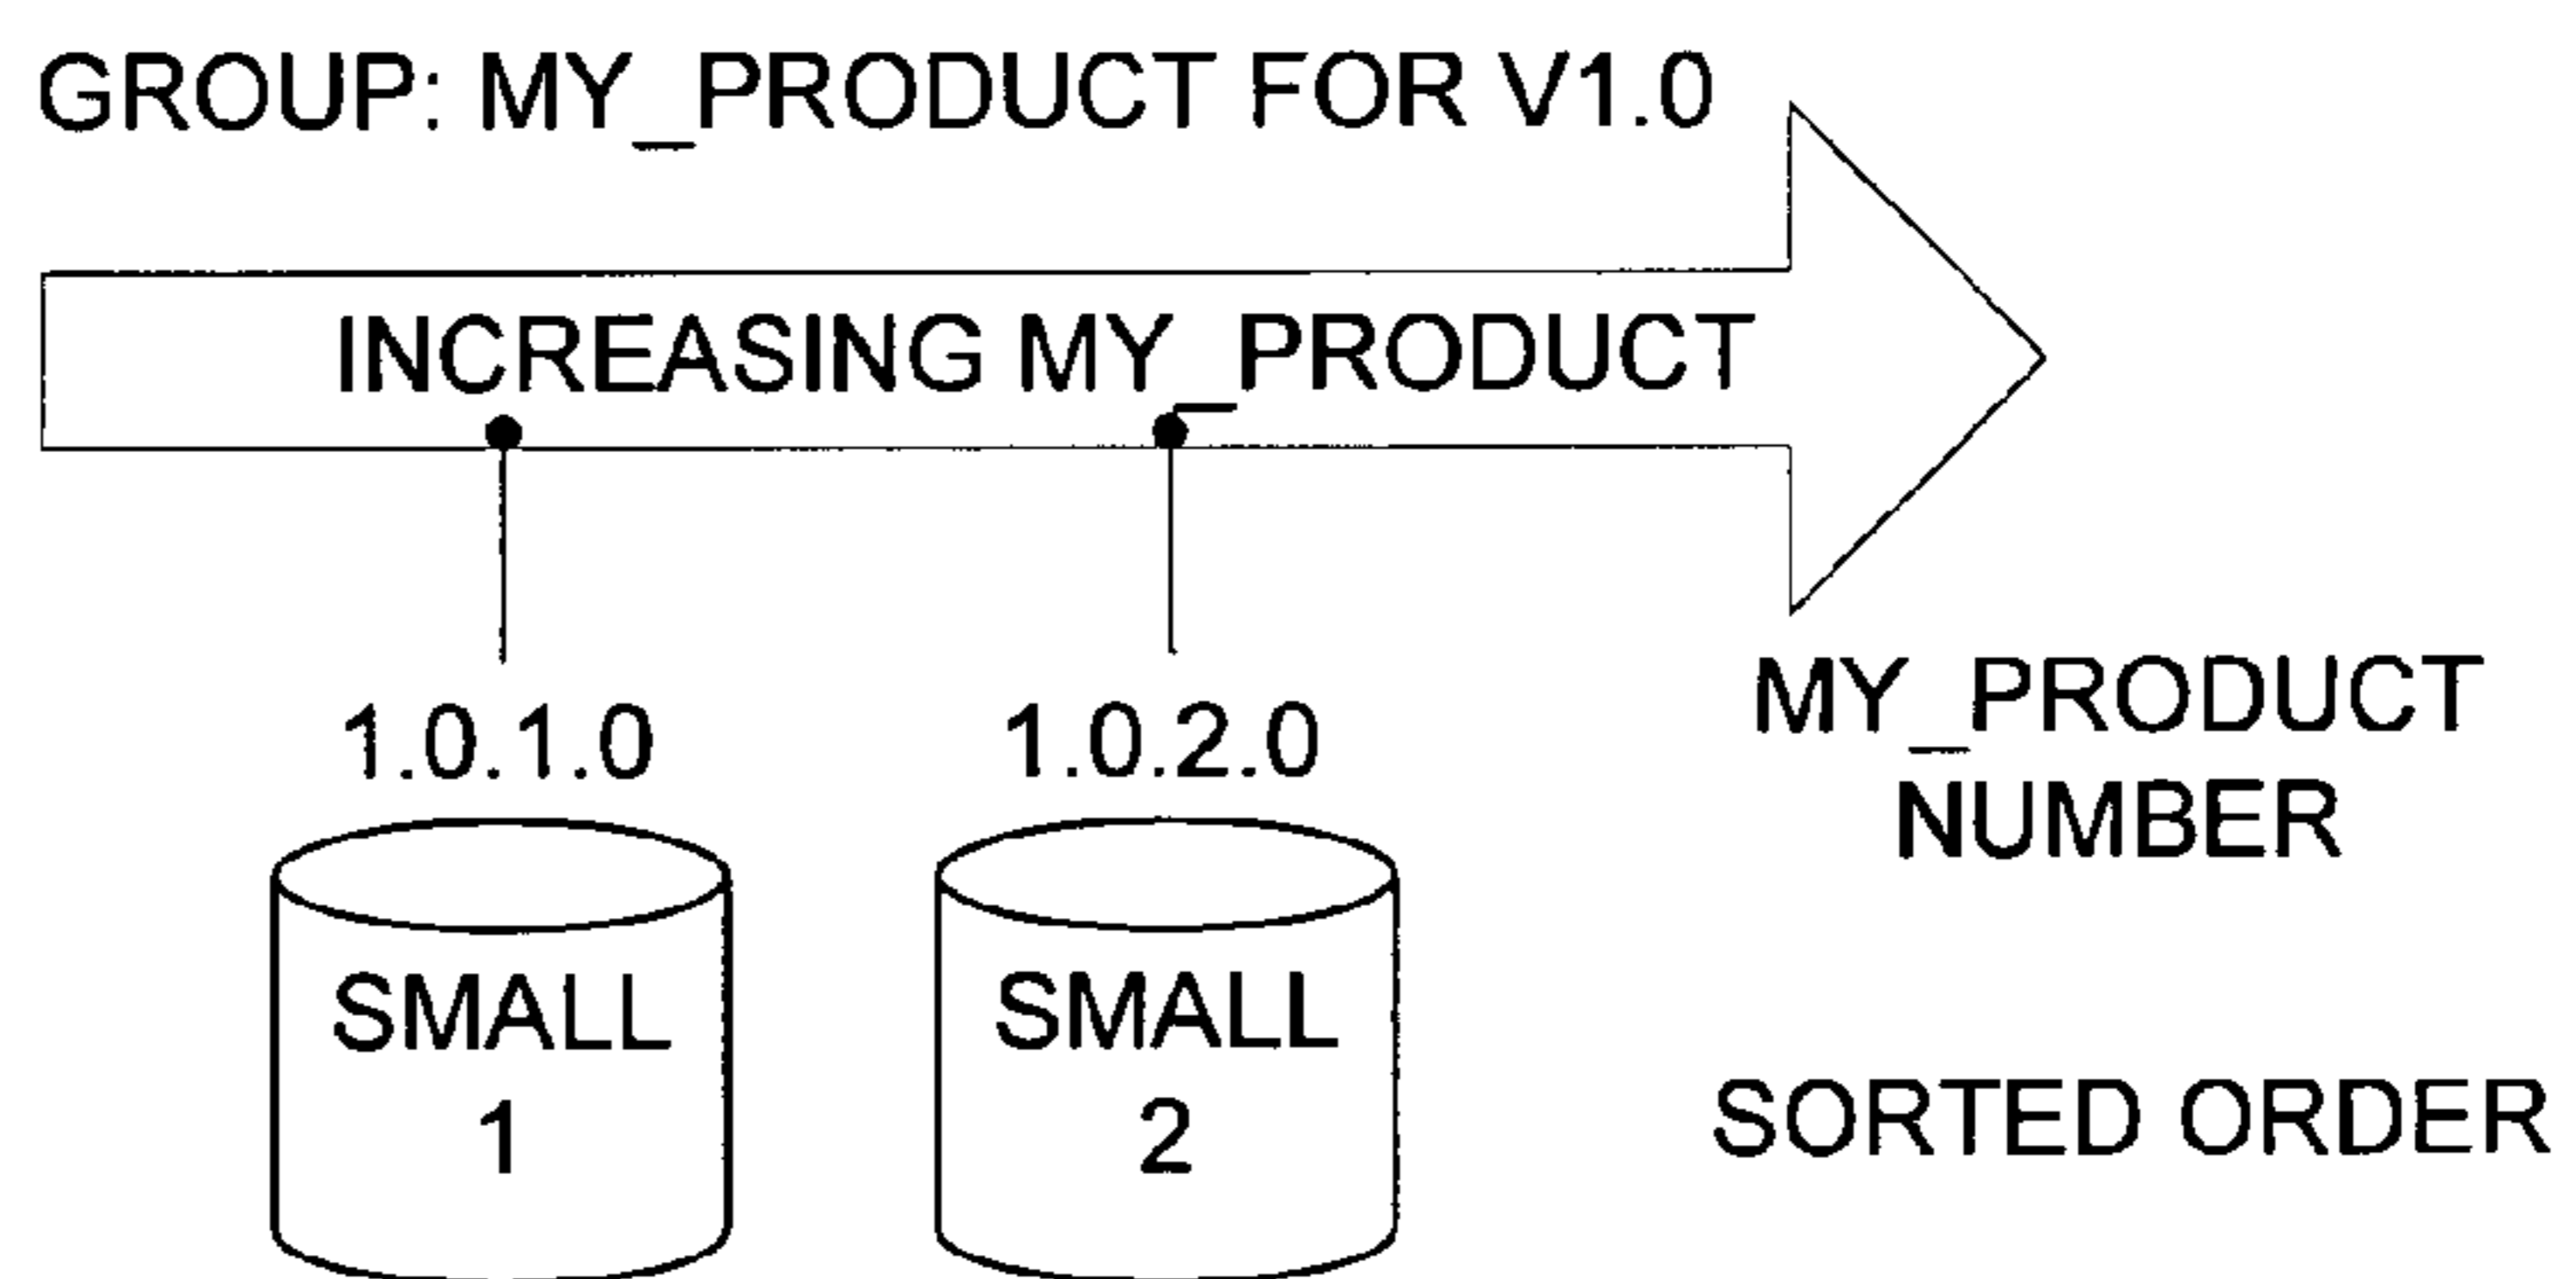 GROUP: MY_PRODUCT FOR V1.0
INCREASING MY_PRODUCT
1.0.1.0 1.0.2.0 MY_PRODUCT
NUMBER
SMALL SMALL
1 2 SORTED ORDER